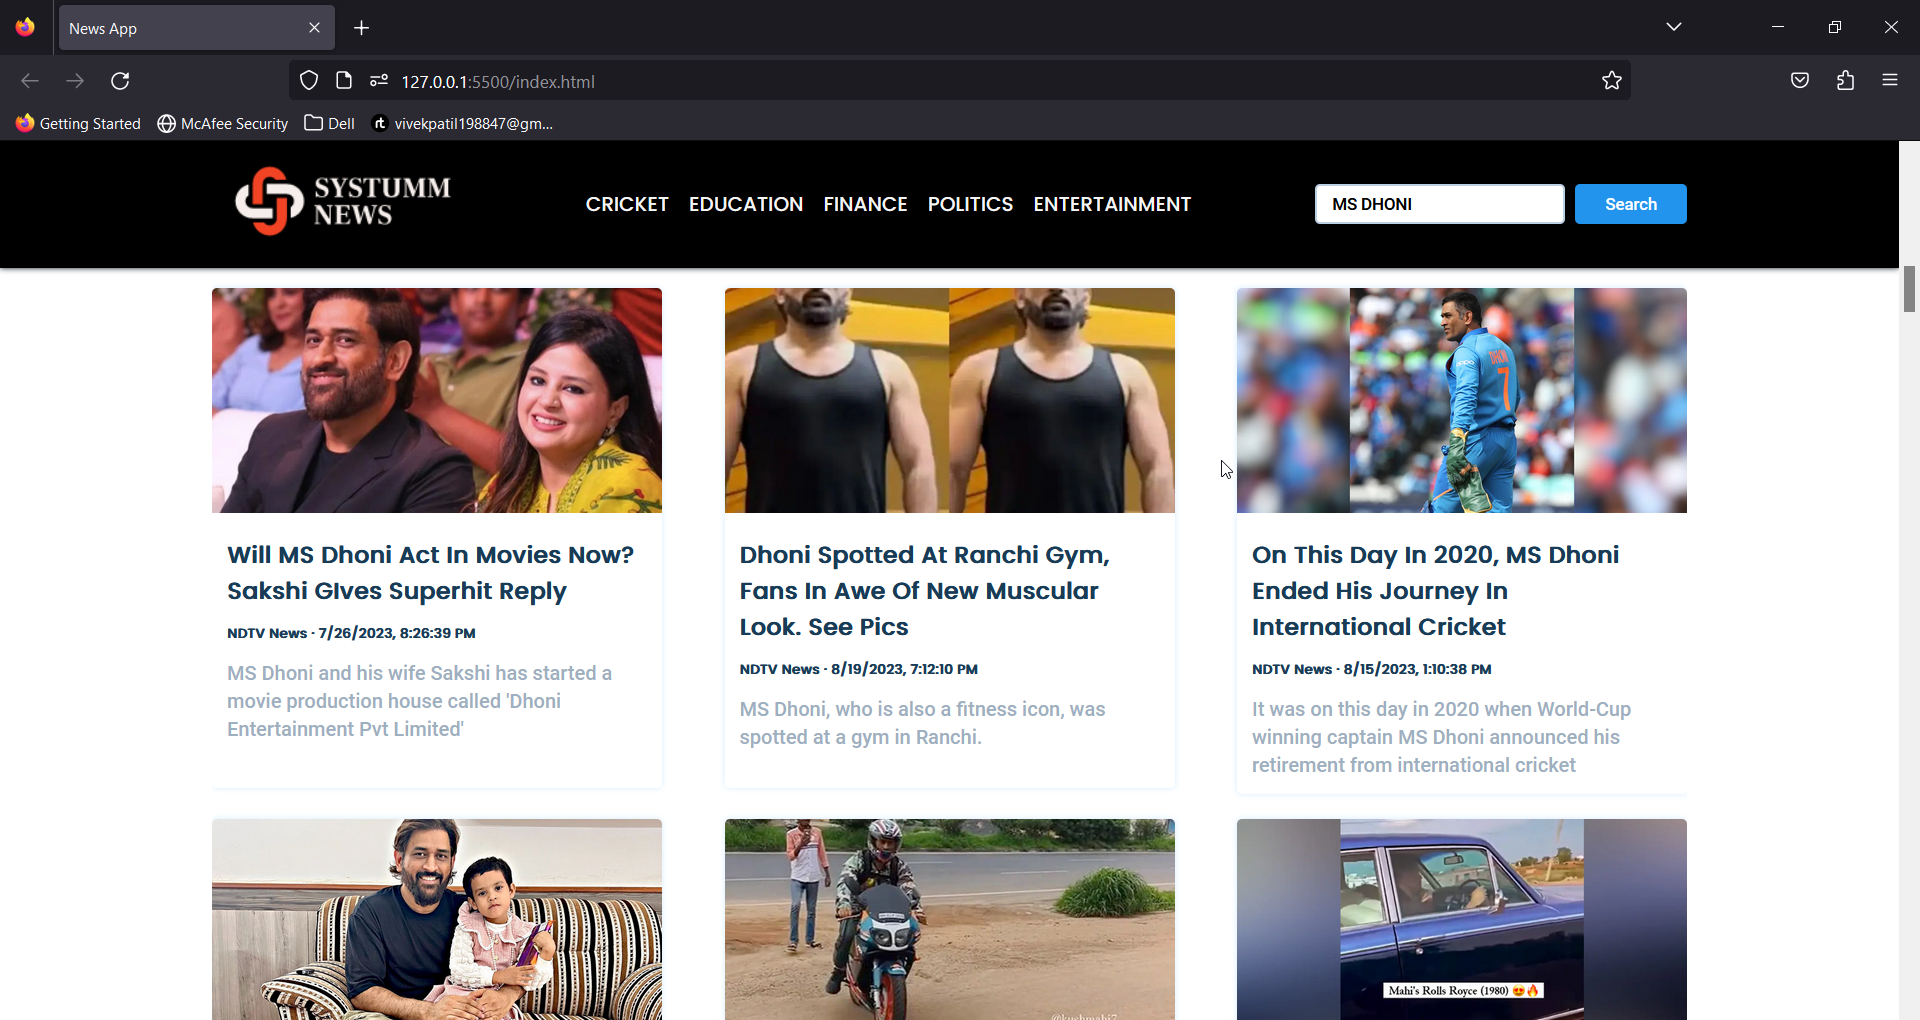 News App
127.0.0.1:5500/index.html
Getting Started
McAfee Security
Dell
rt
vivekpatil198847@gm...
SYSTUMM
NEWS
CRICKET
EDUCATION
FINANCE
POLITICS
ENTERTAINMENT
MS DHONI
Search
DHONI
7
Will MS Dhoni Act In Movies Now?
Sakshi GIves Superhit Reply
NDTV News · 7/26/2023, 8:26:39 PM
MS Dhoni and his wife Sakshi has started a
movie production house called 'Dhoni
Entertainment Pvt Limited'
Dhoni Spotted At Ranchi Gym,
Fans In Awe Of New Muscular
Look. See Pics
NDTV News · 8/19/2023, 7:12:10 PM
MS Dhoni, who is also a fitness icon, was
spotted at a gym in Ranchi.
On This Day In 2020, MS Dhoni
Ended His Journey In
International Cricket
NDTV News · 8/15/2023, 1:10:38 PM
It was on this day in 2020 when World-Cup
winning captain MS Dhoni announced his
retirement from international cricket
@kushmahi7
Mahi's Rolls Royce (1980) 😍🔥